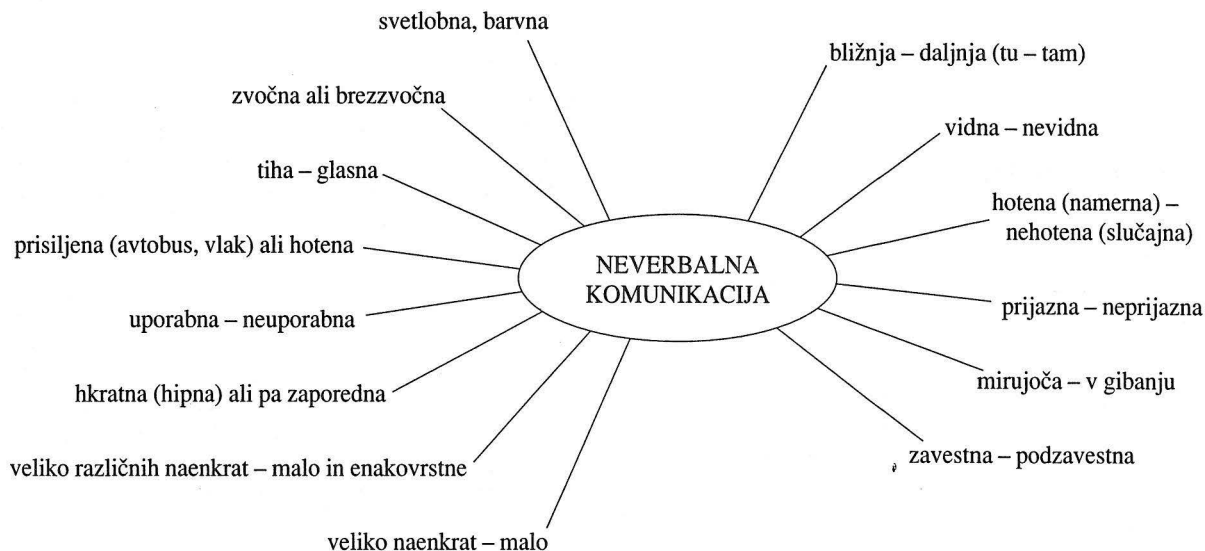 svetlobna, barvna
bližnja – daljnja (tu – tam)
zvočna ali brezzvočna
vidna – nevidna
tiha – glasna
hotena (namerna) –
nehotena (slučajna)
prisiljena (avtobus, vlak) ali hotena
NEVERBALNA
KOMUNIKACIJA
prijazna – neprijazna
uporabna – neuporabna
mirujoča – v gibanju
hkratna (hipna) ali pa zaporedna
zavestna – podzavestna
veliko različnih naenkrat – malo in enakovrstne
veliko naenkrat – malo